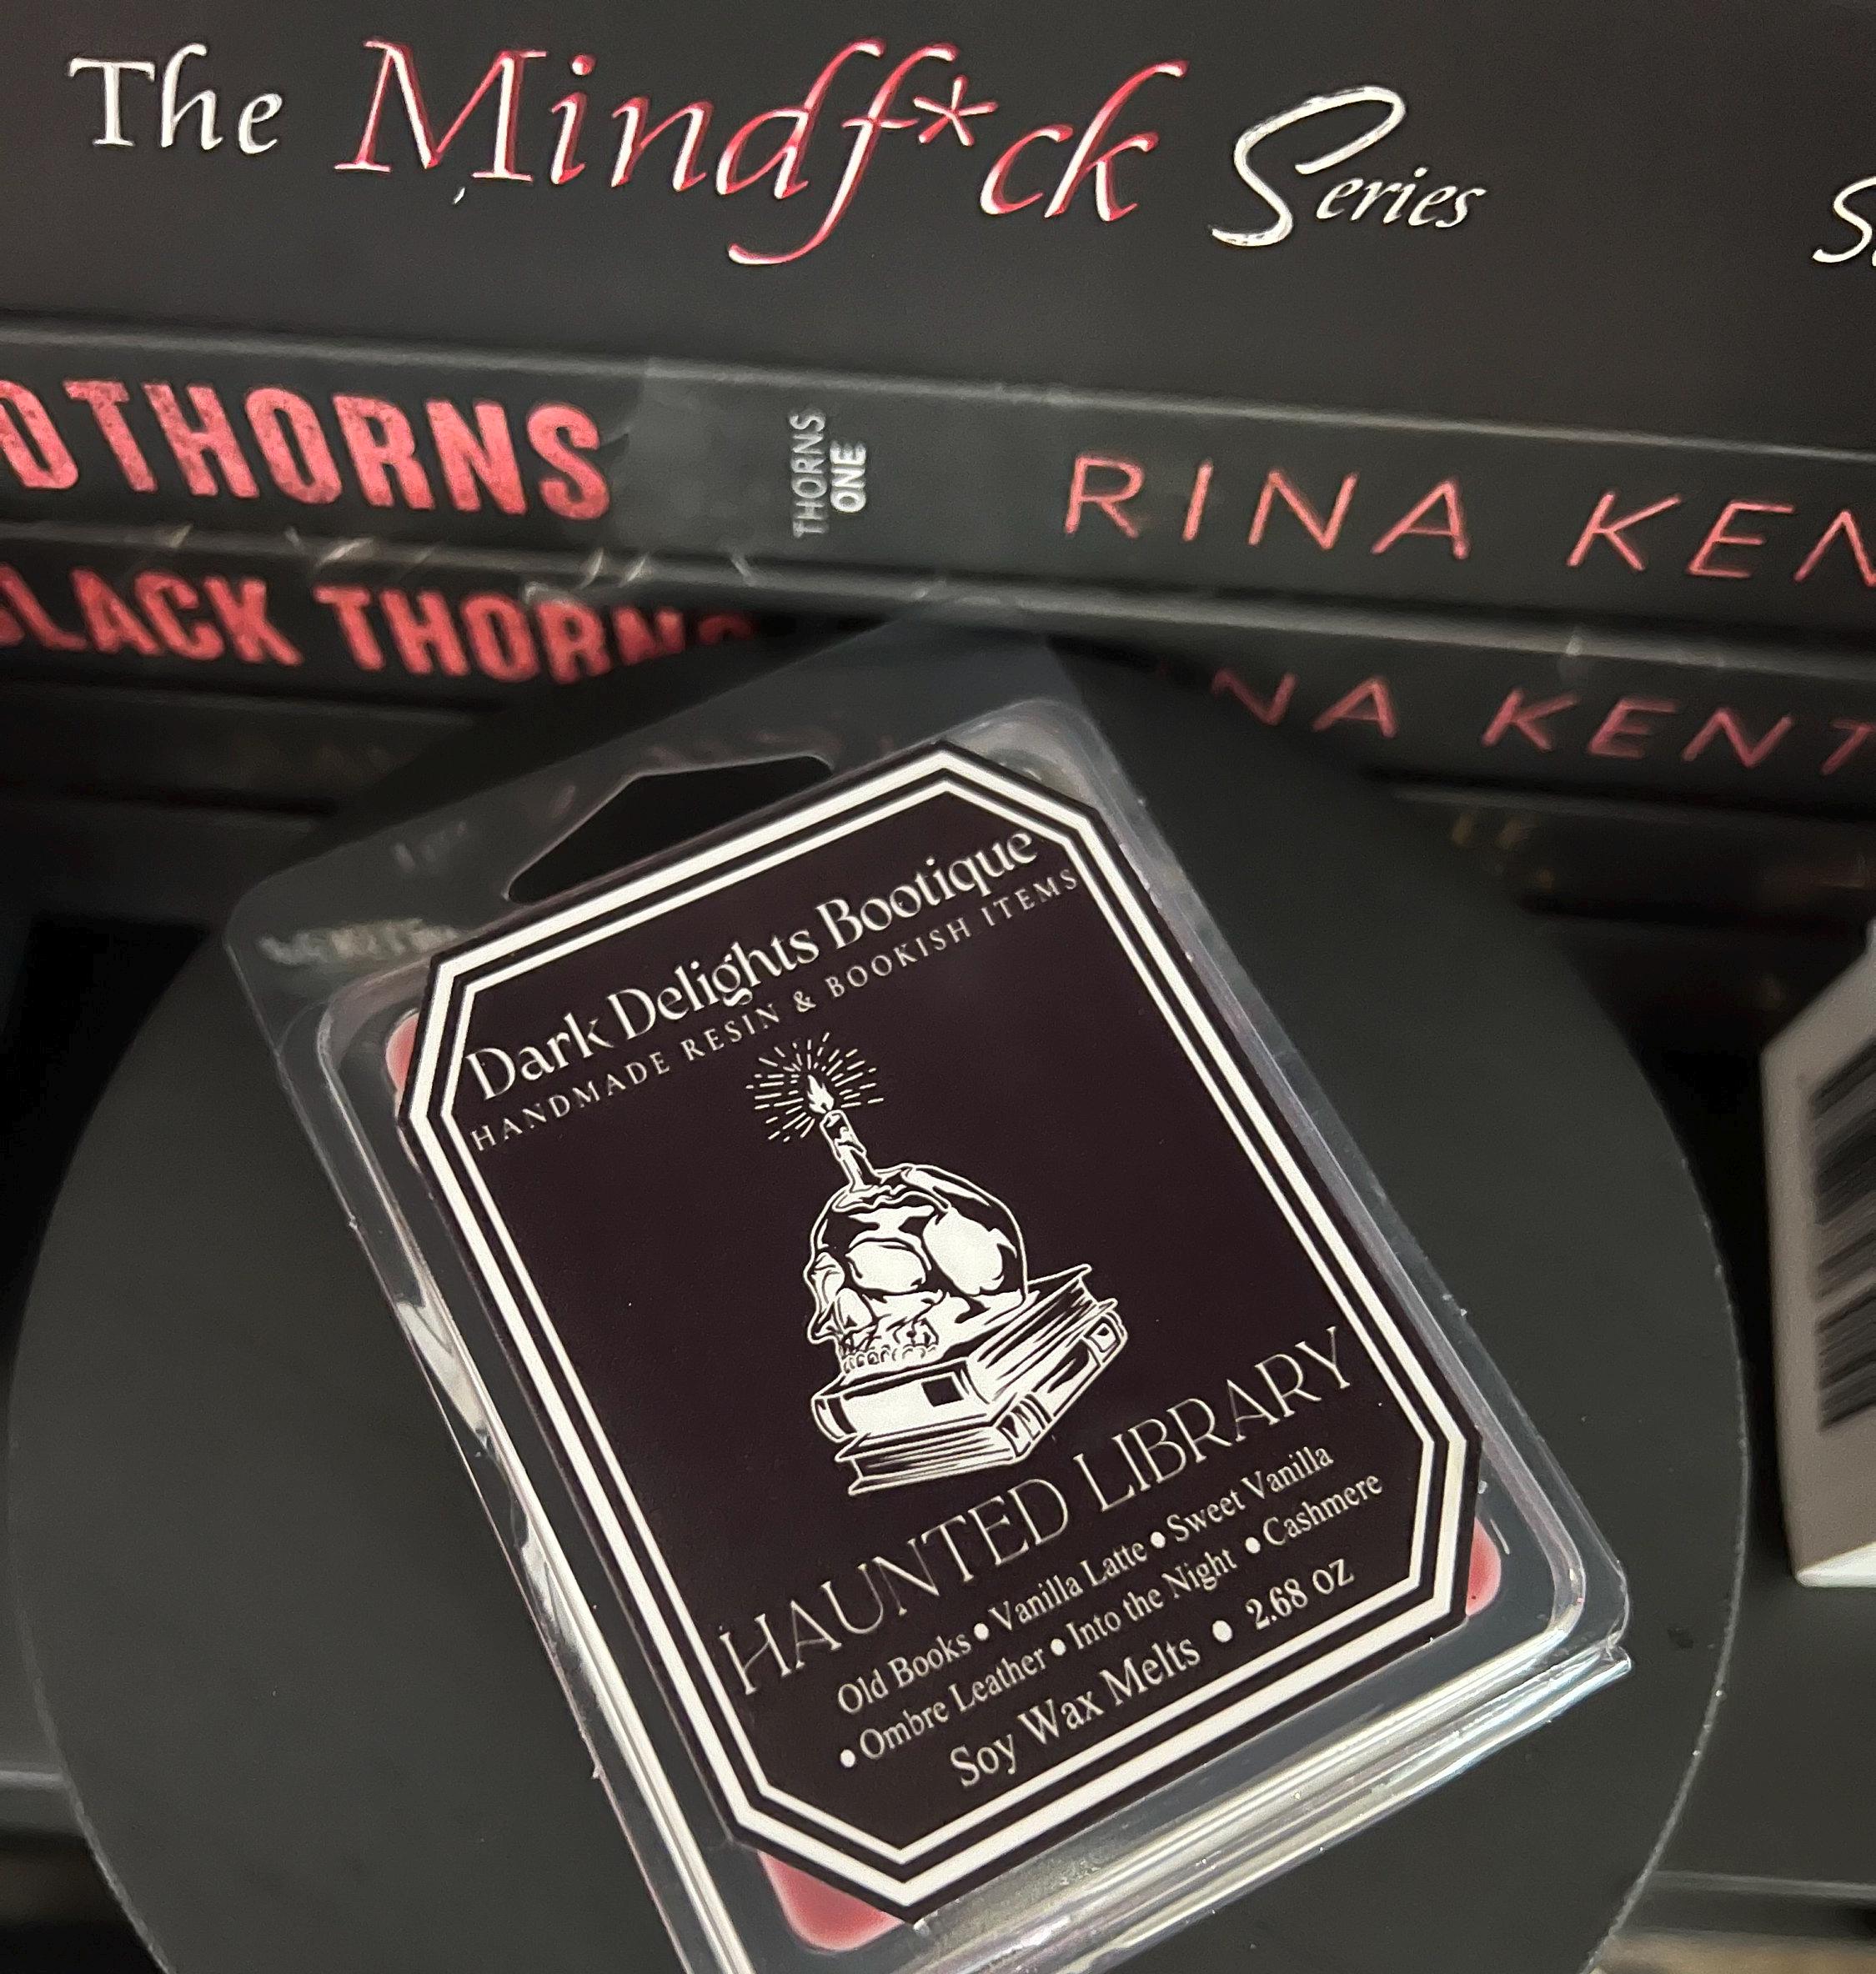 The Mindf*ck Series
THORNS
THORNS
ONE
RINA KEN
LACK THORNS
NA KENT
Dark Delights Bootique
HANDMADE RESIN & BOOKISH ITEMS
HAUNTED LIBRARY
Old Books • Vanilla Latte • Sweet Vanilla
• Ombre Leather • Into the Night • Cashmere
Soy Wax Melts • 2.68 oz